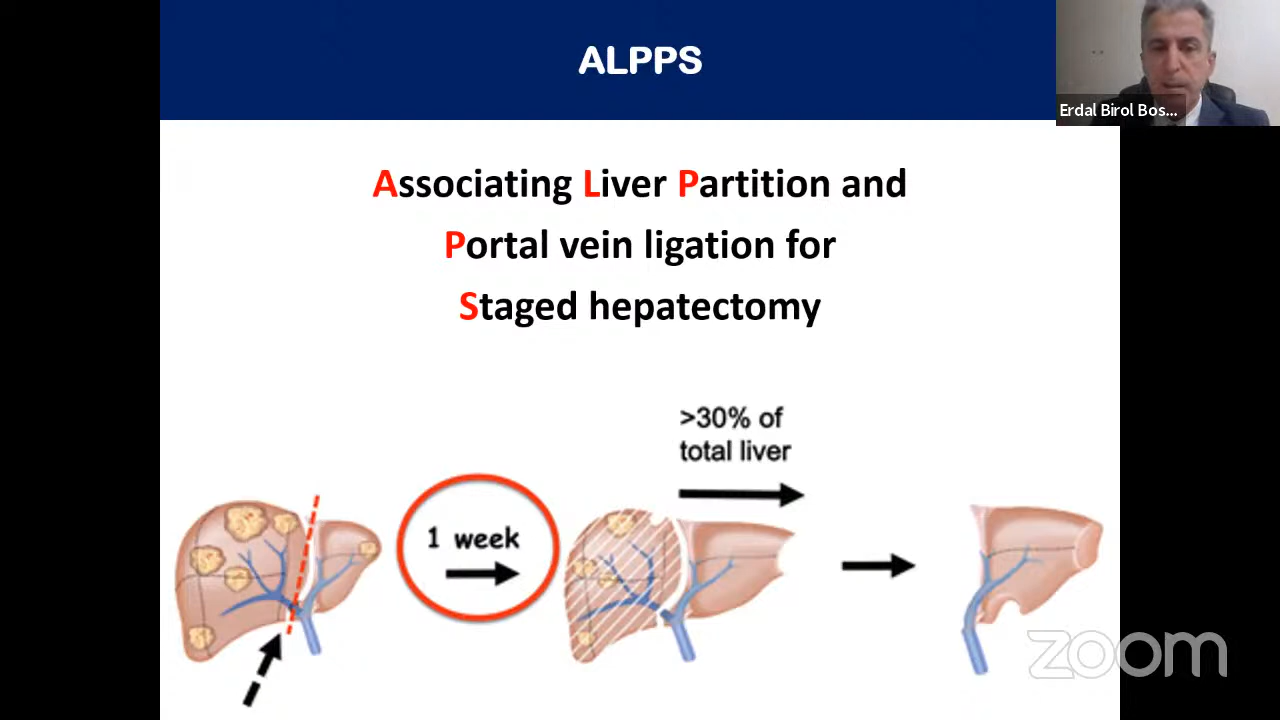 ALPPS
Erdal Birol Bos...
Associating Liver Partition and
Portal vein ligation for
Staged hepatectomy
>30% of
total liver
1 week
zoom